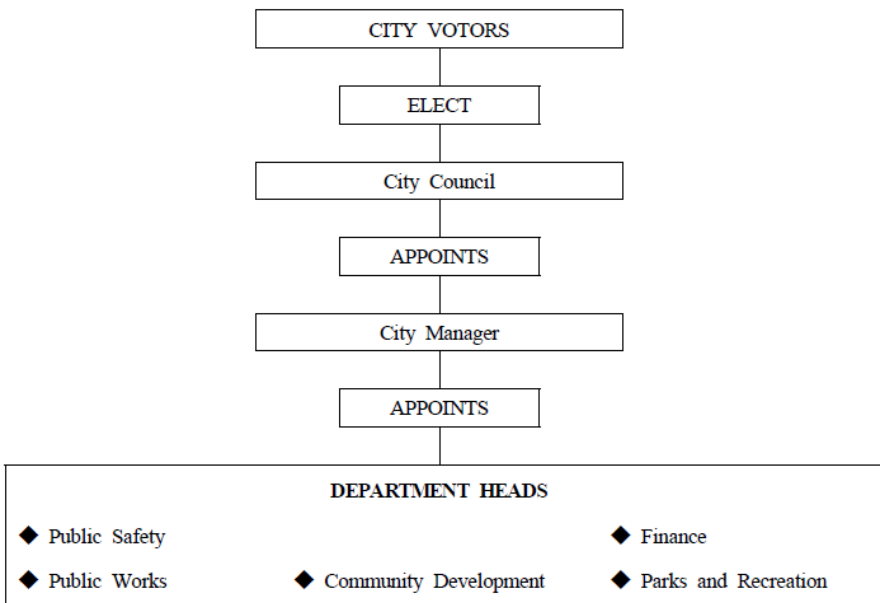 CITY VOTORS
ELECT
City Council
APPOINTS
City Manager
APPOINTS
DEPARTMENT HEADS
◆ Public Safety ◆ Finance
◆ Public Works ◆ Community Development ◆ Parks and Recreation